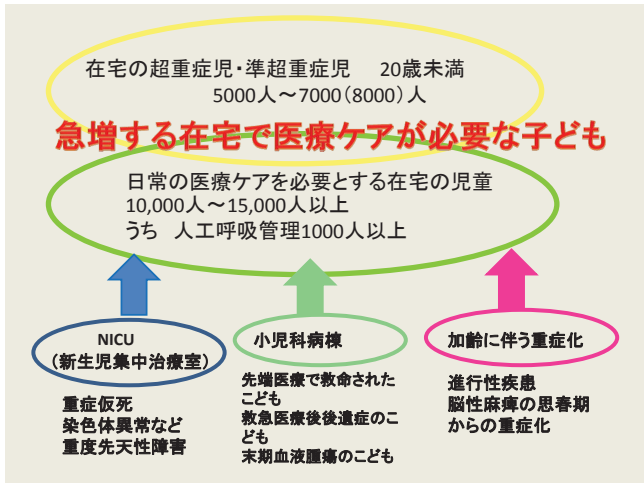 在宅の超重症児・準超重症児　20歳未満
5000人～7000(8000)人
急増する在宅で医療ケアが必要な子ども
日常の医療ケアを必要とする在宅の児童
10,000人～15,000人以上
うち　人工呼吸管理1000人以上
NICU
(新生児集中治療室)
重症仮死
染色体異常など
重度先天性障害
小児科病棟
先端医療で救命された
こども
救急医療後後遺症のこ
ども
末期血液腫瘍のこども
加齢に伴う重症化
進行性疾患
脳性麻痺の思春期
からの重症化